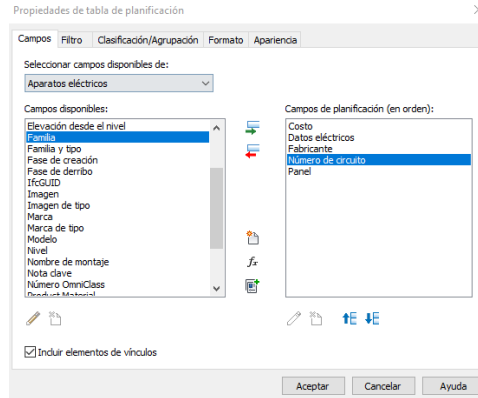 Propiedades de tabla de planificación
Campos Filtro Clasificación/Agrupación Formato Apariencia
Seleccionar campos disponibles de:
Aparatos eléctricos
Campos disponibles:
Elevación desde el nivel
Familia
Familia y tipo
Fase de creación
Fase de derribo
IfcGUID
Imagen
Imagen de tipo
Marca
Marca de tipo
Modelo
Nivel
Nombre de montaje
Nota clave
Número OmniClass
Product Material
fx
Campos de planificación (en orden):
Costo
Datos eléctricos
Fabricante
Número de circuito
Panel
Incluir elementos de vínculos
Aceptar Cancelar Ayuda